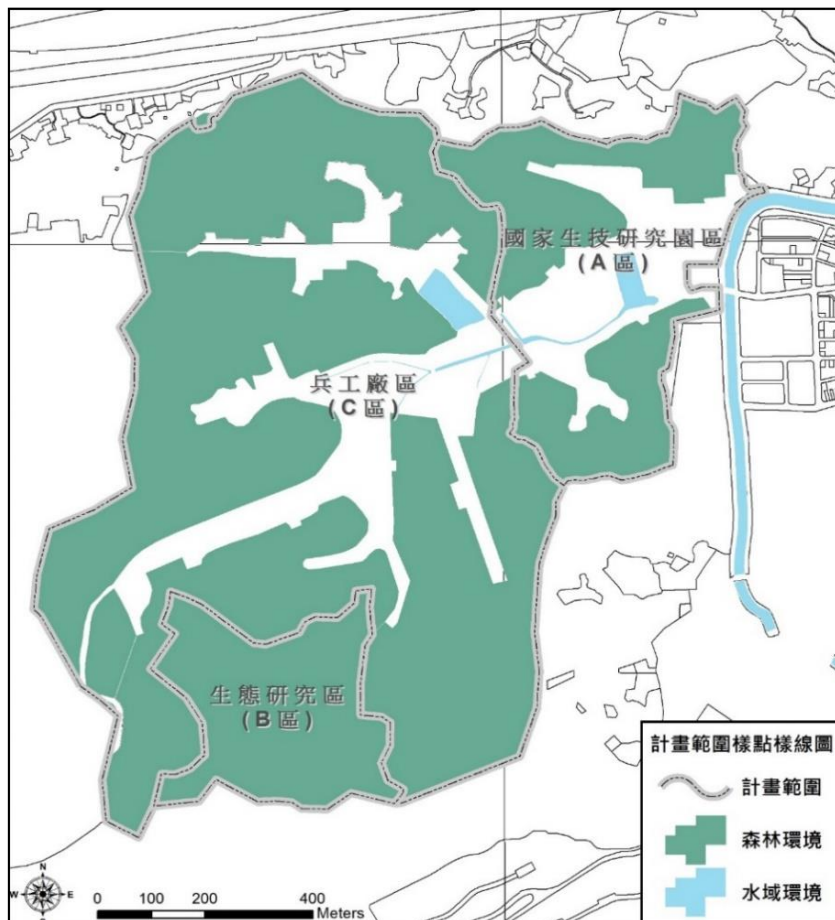 國家生技研究園區
(A區)
兵工廠區
(C區)
生態研究區
(B區)
計畫範圍樣點樣線圖
計畫範圍
森林環境
水域環境
N
W
E
S
0 100 200 400
Meters